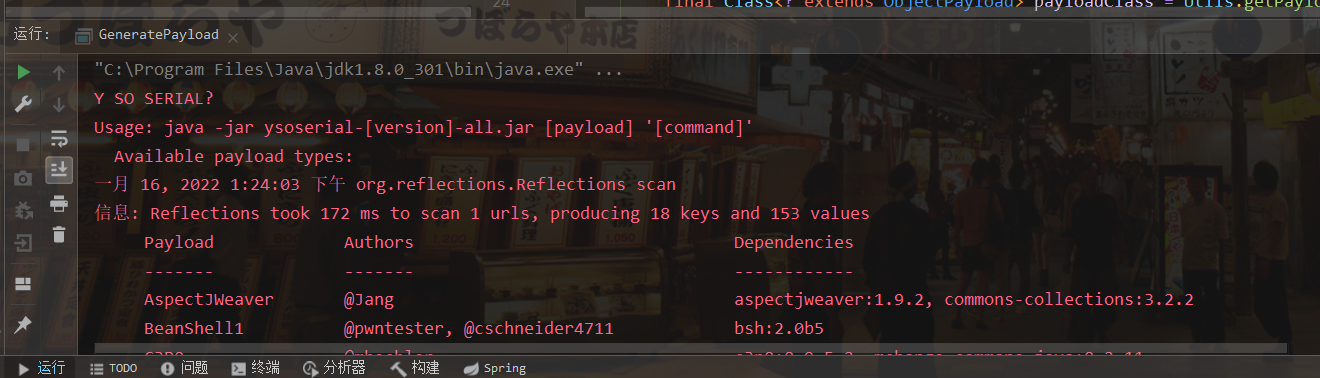 24
final Class<? extends ObjectPayload> payloadClass = Utils.getPaylo
运行: GeneratePayload
"C:\Program Files\Java\jdk1.8.0_301\bin\java.exe" ...
Y SO SERIAL?
Usage: java -jar ysoserial-[version]-all.jar [payload] '[command]'
Available payload types:
一月 16, 2022 1:24:03 下午 org.reflections.Reflections scan
信息: Reflections took 172 ms to scan 1 urls, producing 18 keys and 153 values
Payload Authors Dependencies
------- ------- ------------
AspectJWeaver @Jang aspectjweaver:1.9.2, commons-collections:3.2.2
BeanShell1 @pwntester, @cschneider4711 bsh:2.0b5
运行 TODO 问题 终端 分析器 构建 Spring